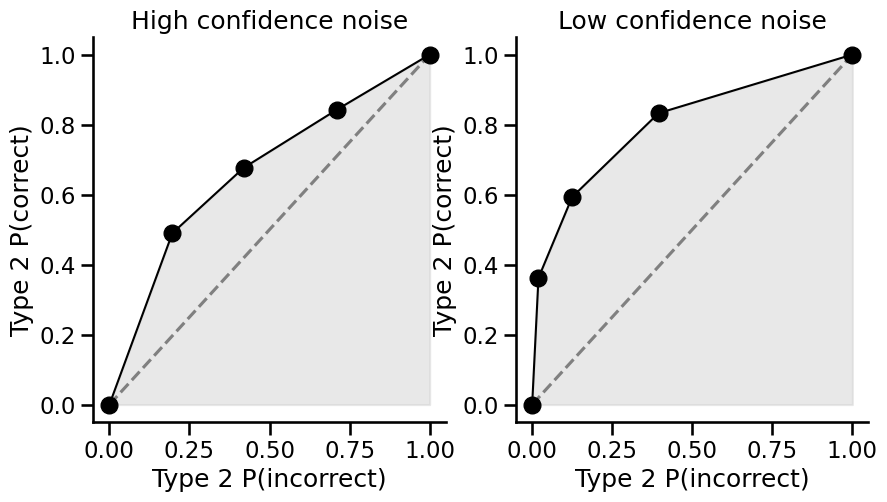 High confidence noise
Type 2 P(correct)
1.0
0.8
0.6
0.4
0.2
0.0
0.00 0.25 0.50 0.75 1.00
Type 2 P(incorrect)
Low confidence noise
Type 2 P(correct)
1.0
0.8
0.6
0.4
0.2
0.0
0.00 0.25 0.50 0.75 1.00
Type 2 P(incorrect)